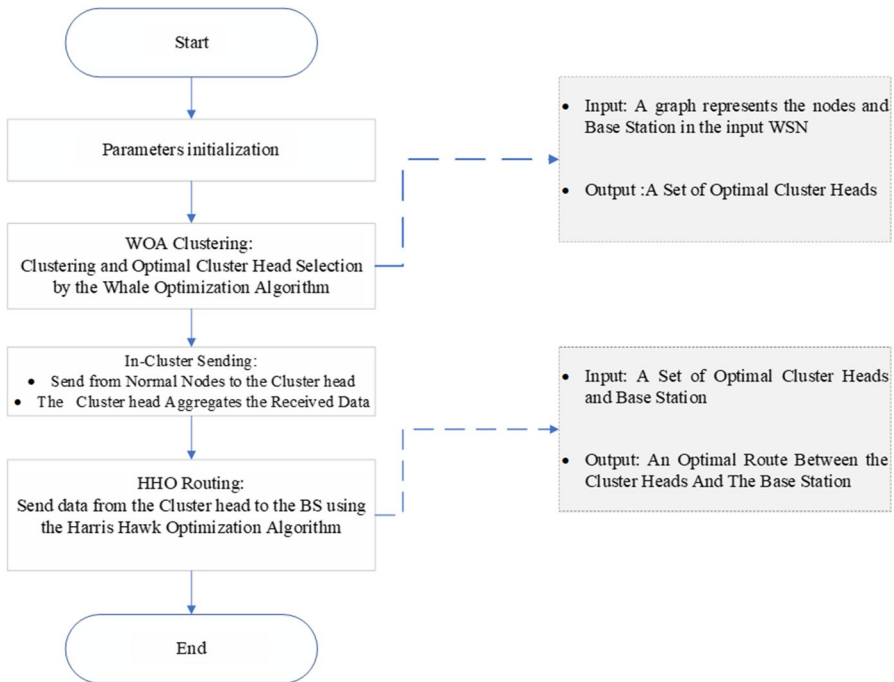 Start
Parameters initialization
WOA Clustering:
Clustering and Optimal Cluster Head Selection
by the Whale Optimization Algorithm
In-Cluster Sending:
• Send from Normal Nodes to the Cluster head
• The Cluster head Aggregates the Received Data
HHO Routing:
Send data from the Cluster head to the BS using
the Harris Hawk Optimization Algorithm
End
• Input: A graph represents the nodes and
Base Station in the input WSN
• Output :A Set of Optimal Cluster Heads
• Input: A Set of Optimal Cluster Heads
and Base Station
• Output: An Optimal Route Between the
Cluster Heads And The Base Station